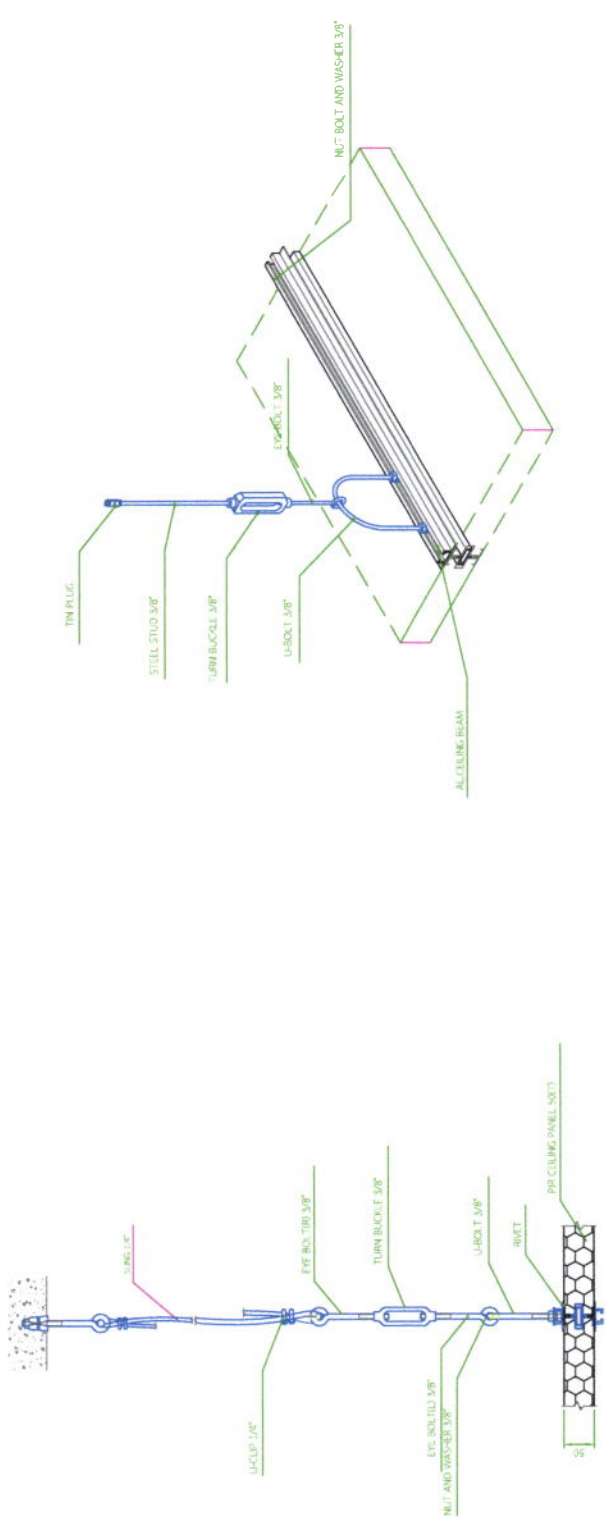 TIN PLUG
STEEL STUD 3/8"
TURN BUCKLE 3/8"
U-BOLT 3/8"
EYE BOLT 3/8"
NUT BOLT AND WASHER 3/8"
AL.CEILING BEAM
SLING 1/4"
U-CLIP 1/4"
EYE BOLT(R) 3/8"
TURN BUCKLE 3/8"
EYE BOLT(L) 3/8"
NUT AND WASHER 3/8"
U-BOLT 3/8"
RIVET
PIR CEILING PANEL
50